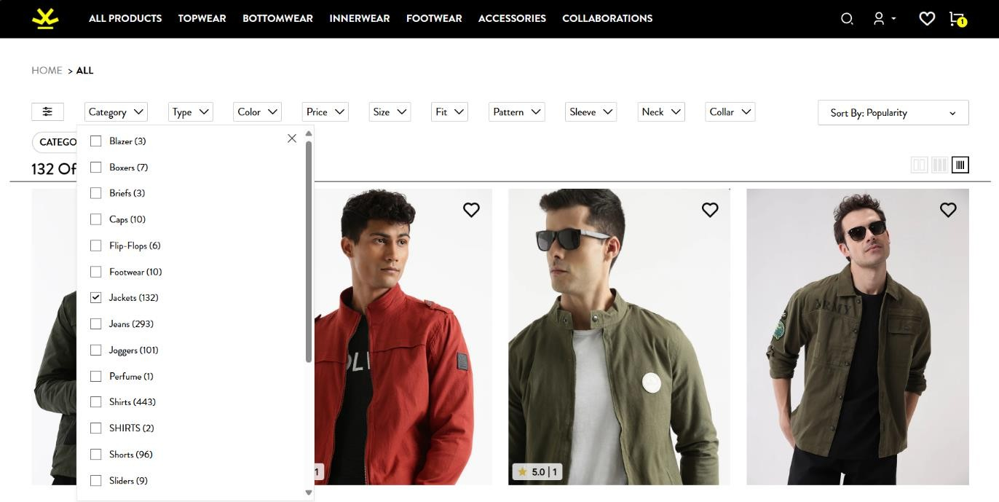 ALL PRODUCTS TOPWEAR BOTTOMWEAR INNERWEAR FOOTWEAR ACCESSORIES COLLABORATIONS 1
HOME > ALL
Category Type Color Price Size Fit Pattern Sleeve Neck Collar Sort By: Popularity
CATEGO
132 Of
Blazer (3)
Boxers (7)
Briefs (3)
Caps (10)
Flip-Flops (6)
Footwear (10)
Jackets (132)
Jeans (293)
Joggers (101)
Perfume (1)
Shirts (443)
SHIRTS (2)
Shorts (96)
Sliders (9)
1
5.0 | 1
ARMY